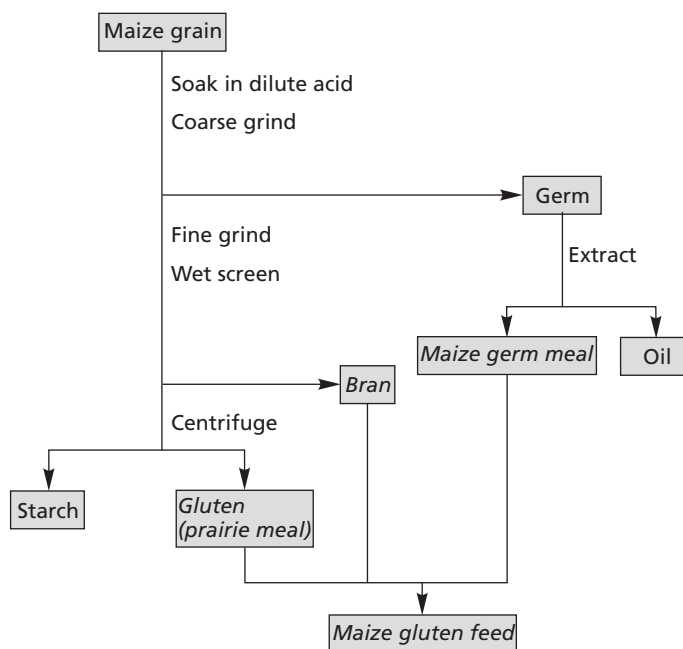 Maize grain
Soak in dilute acid
Coarse grind
Germ
Fine grind
Wet screen
Extract
Maize germ meal
Oil
Bran
Centrifuge
Starch
Gluten
(prairie meal)
Maize gluten feed